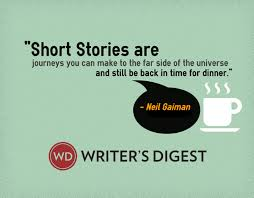 "Short Stories are
journeys you can make to the far side of the universe
and still be back in time for dinner."
- Neil Gaiman
WD WRITER'S DIGEST